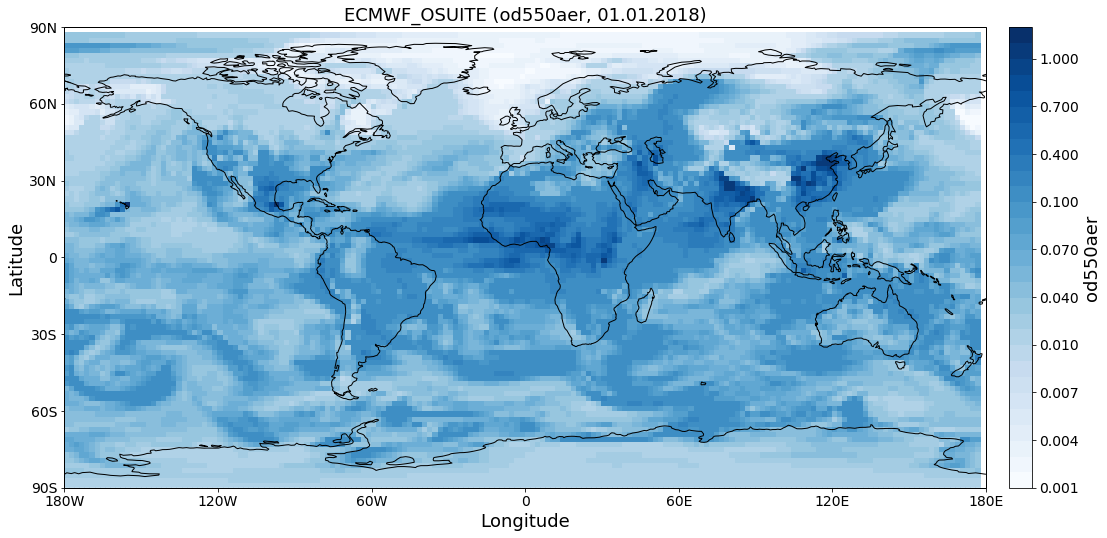 ECMWF_OSUITE (od550aer, 01.01.2018)
90N
60N
30N
0
30S
60S
90S
Latitude
180W
120W
60W
0
60E
120E
180E
Longitude
1.000
0.700
0.400
0.100
0.070
0.040
0.010
0.007
0.004
0.001
od550aer